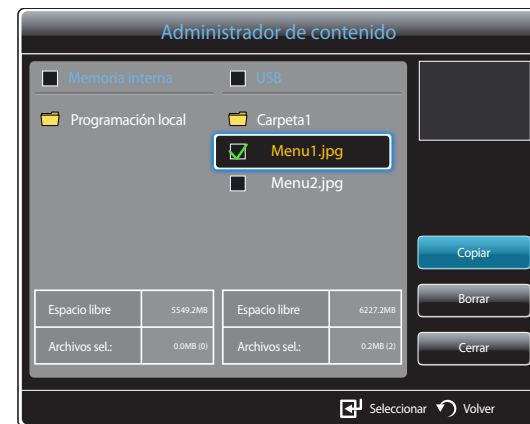 Administrador de contenido
Memoria interna
USB
Programación local
Carpeta1
Menu1.jpg
Menu2.jpg
Copiar
Borrar
Cerrar
Espacio libre 5549.2MB
Archivos sel.: 0.0MB (0)
Espacio libre 6227.2MB
Archivos sel.: 0.2MB (2)
Seleccionar Volver